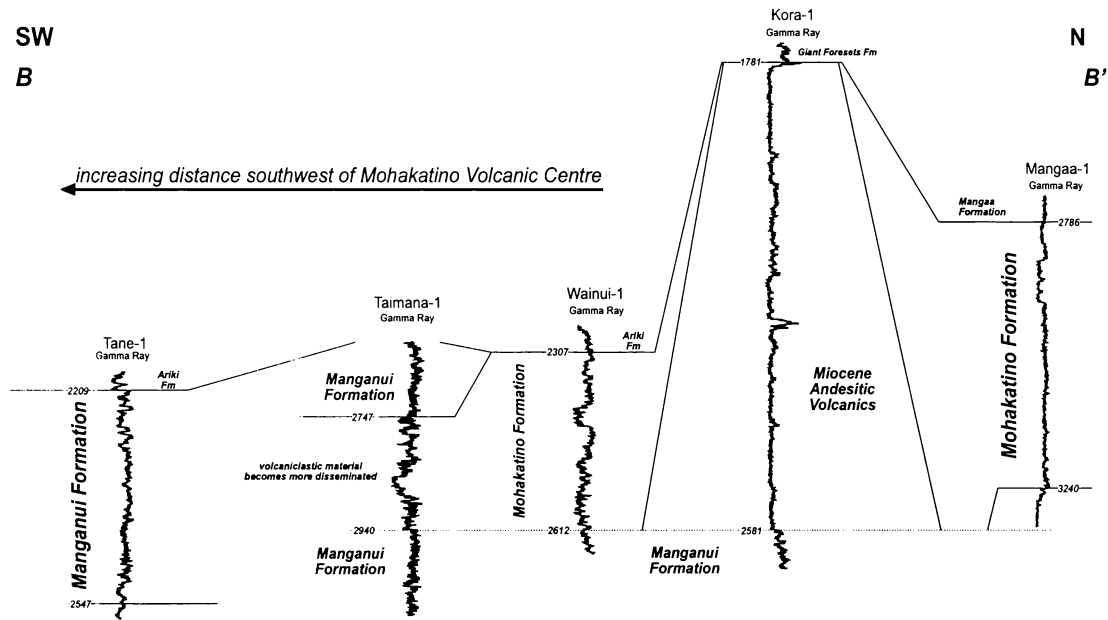 SW
B
N
B'
increasing distance southwest of Mohakatino Volcanic Centre
Kora-1
Gamma Ray
Giant Foresets Fm
1781
Mangaa-1
Gamma Ray
Mangaa
Formation
2786
Mohakatino Formation
3240
Miocene
Andesitic
Volcanics
2581
Wainui-1
Gamma Ray
2307
Ariki
Fm
Mohakatino Formation
2612
Manganui
Formation
Taimana-1
Gamma Ray
Manganui
Formation
2747
volcaniclastic material
becomes more disseminated
2940
Manganui
Formation
Tane-1
Gamma Ray
2209
Ariki
Fm
Manganui Formation
2547